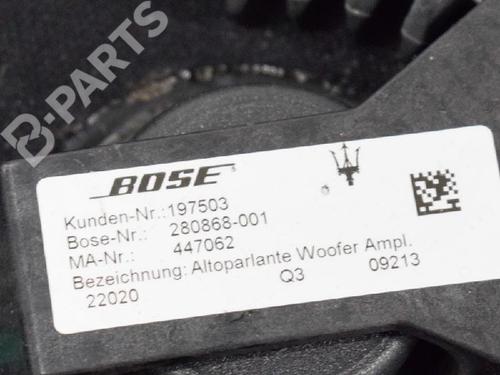 B-PARTS
BOSE
Kunden-Nr.:197503
Bose-Nr.: 280868-001
MA-Nr.: 447062
Bezeichnung: Altoparlante Woofer Ampl.
22020 Q3 09213